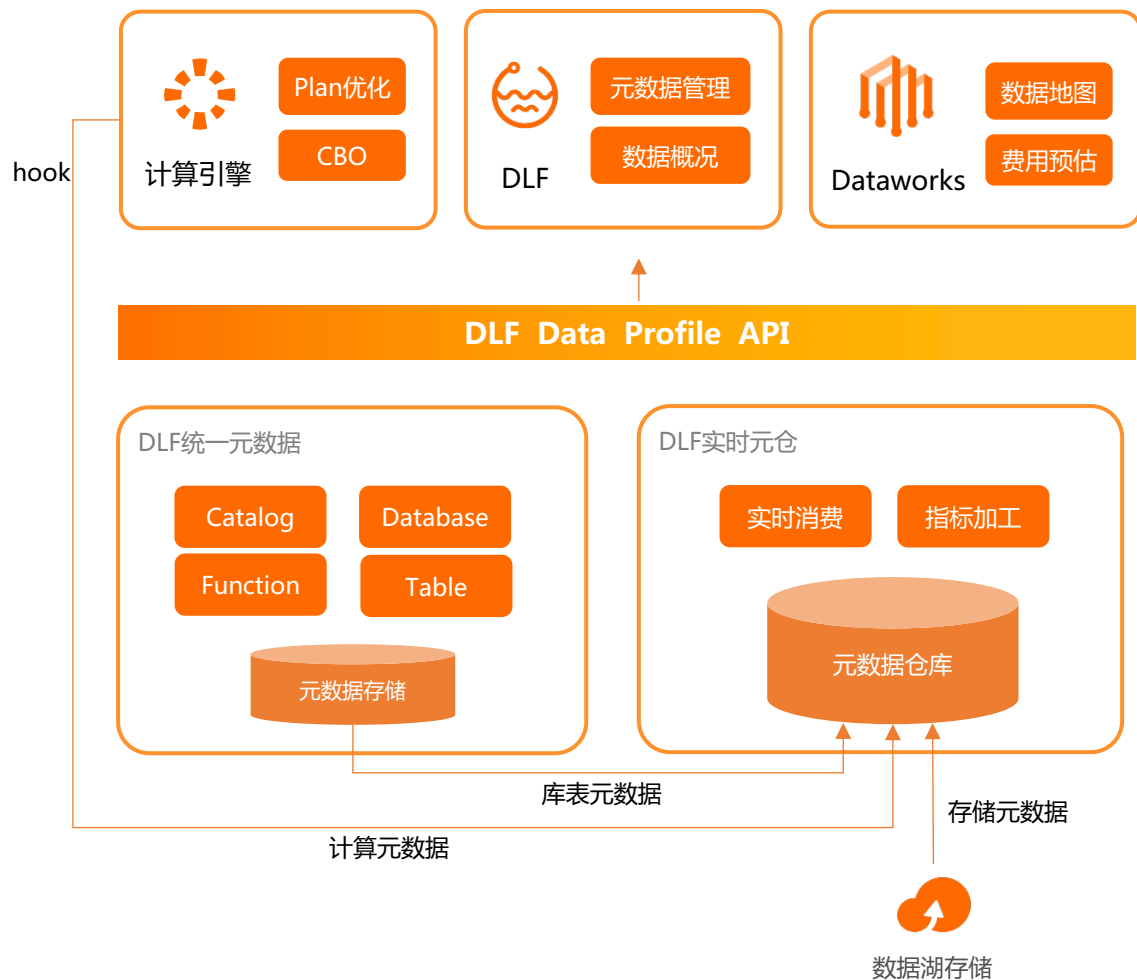 hook
计算引擎
Plan优化
CBO
DLF
元数据管理
数据概况
Dataworks
数据地图
费用预估
DLF Data Profile API
DLF统一元数据
Catalog
Database
Function
Table
元数据存储
DLF实时元仓
实时消费
指标加工
元数据仓库
库表元数据
计算元数据
存储元数据
数据湖存储